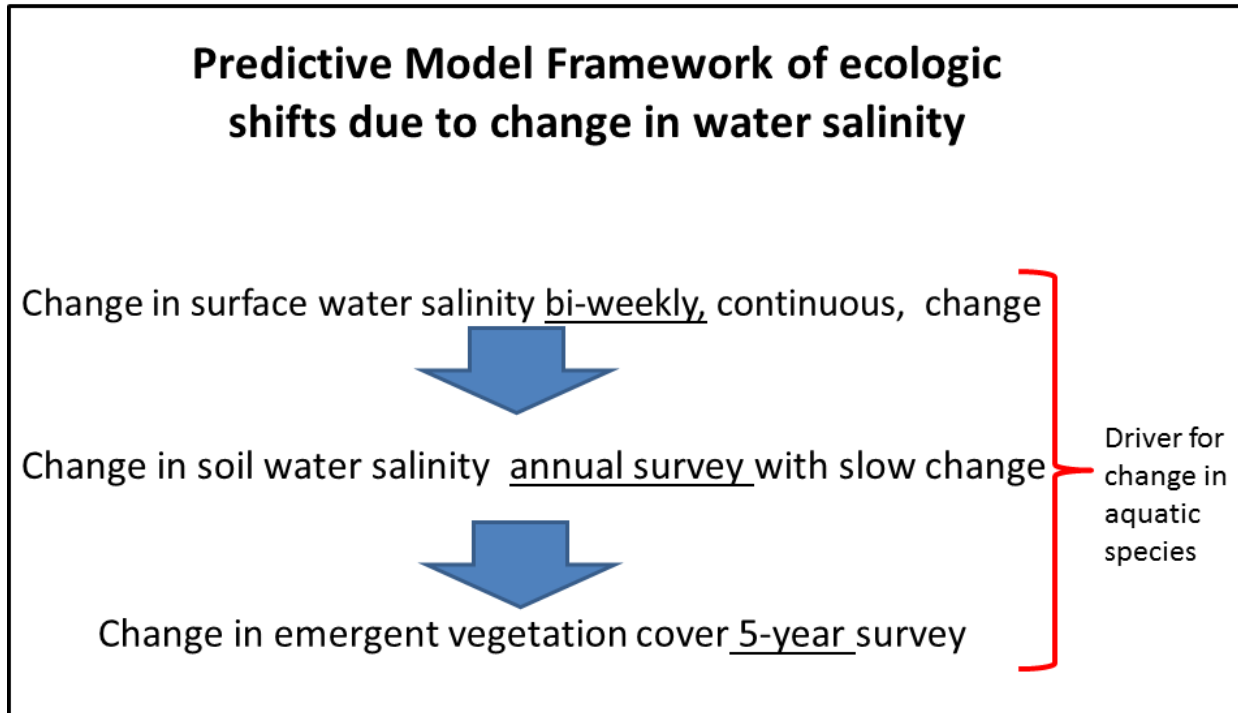 Predictive Model Framework of ecologic
shifts due to change in water salinity
Change in surface water salinity bi-weekly, continuous, change
Change in soil water salinity annual survey with slow change
Change in emergent vegetation cover 5-year survey
Driver for
change in
aquatic
species